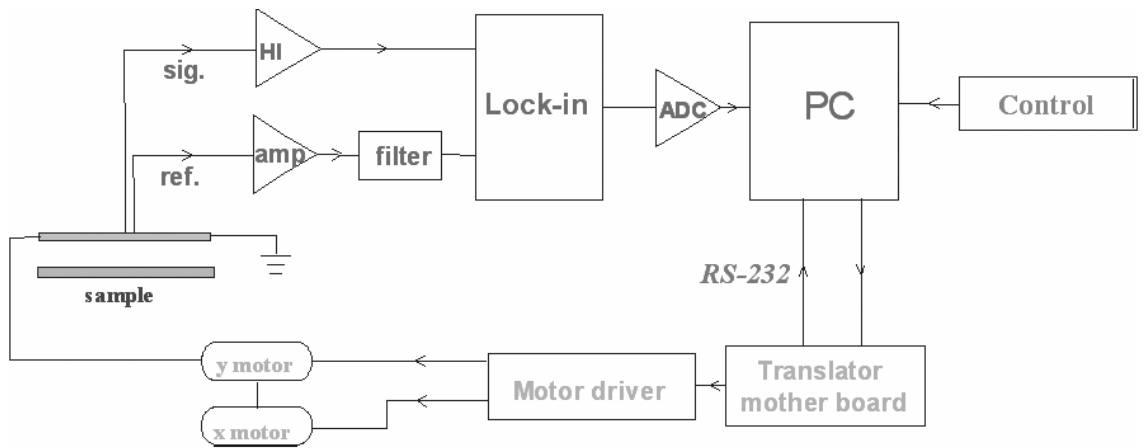 HI
sig.
Lock-in
ADC
PC
Control
amp
filter
ref.
sample
RS-232
y motor
Motor driver
Translator
mother board
x motor